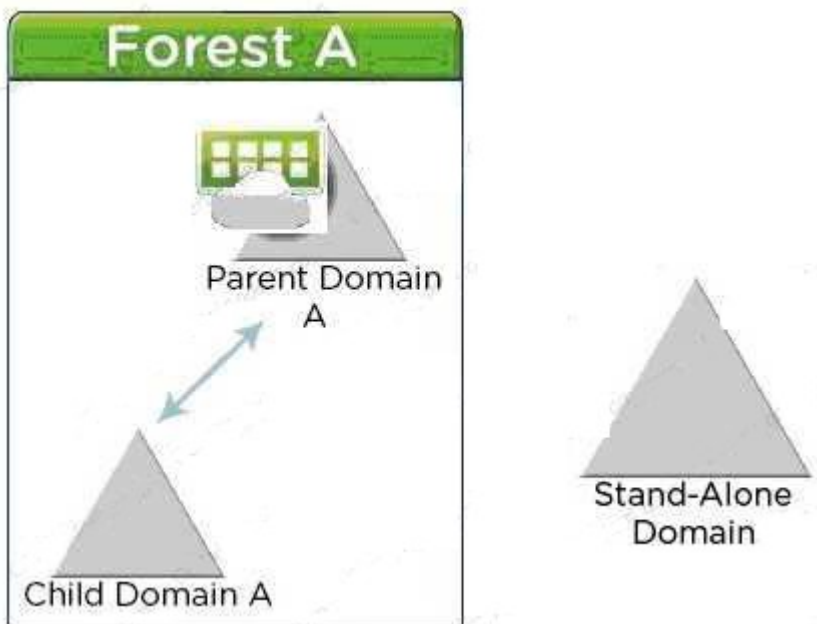 Forest A
Parent Domain
A
Child Domain A
Stand-Alone
Domain